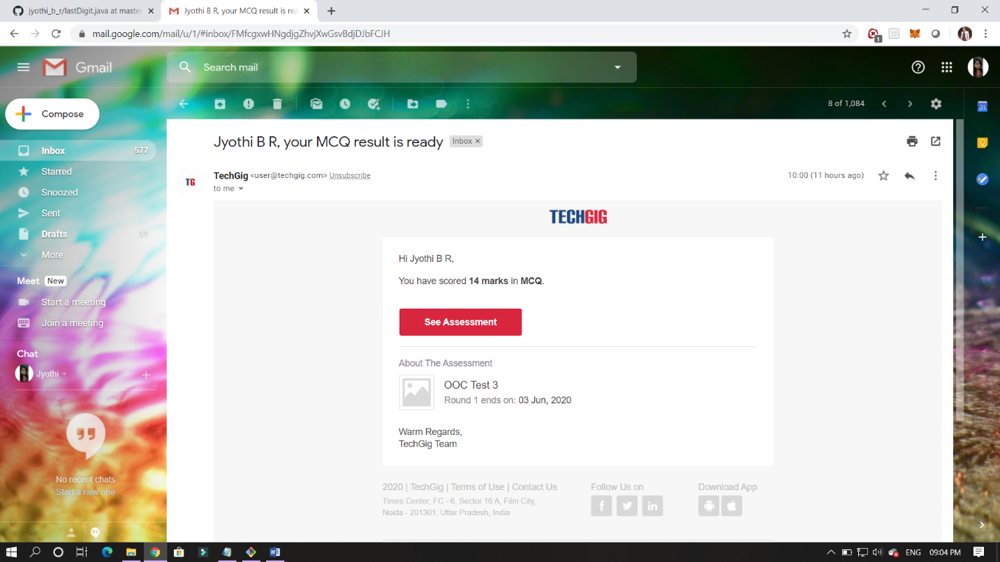 jyothi_b_r/lastDigit.java at master
Jyothi B R, your MCQ result is rea
mail.google.com/mail/u/1/#inbox/FMfcgxwHNgdjgZhvjXwGsvBdjDJbFCJH
1
Gmail
Search mail
Compose
8 of 1,084
31
Inbox 577
Starred
Snoozed
Sent
Drafts 11
More
Meet New
Start a meeting
Join a meeting
Chat
Jyothi
No recent chats
Start a new one
Jyothi B R, your MCQ result is ready Inbox ×
TG
TechGig <user@techgig.com> Unsubscribe
10:00 (11 hours ago)
to me
TECHGIG
Hi Jyothi B R,
You have scored 14 marks in MCQ.
See Assessment
About The Assessment
OOC Test 3
Round 1 ends on: 03 Jun, 2020
Warm Regards,
TechGig Team
2020 | TechGig | Terms of Use | Contact Us
Times Center, FC - 6, Sector 16 A, Film City,
Noida - 201301, Uttar Pradesh, India
Follow Us on
Download App
ENG 09:04 PM